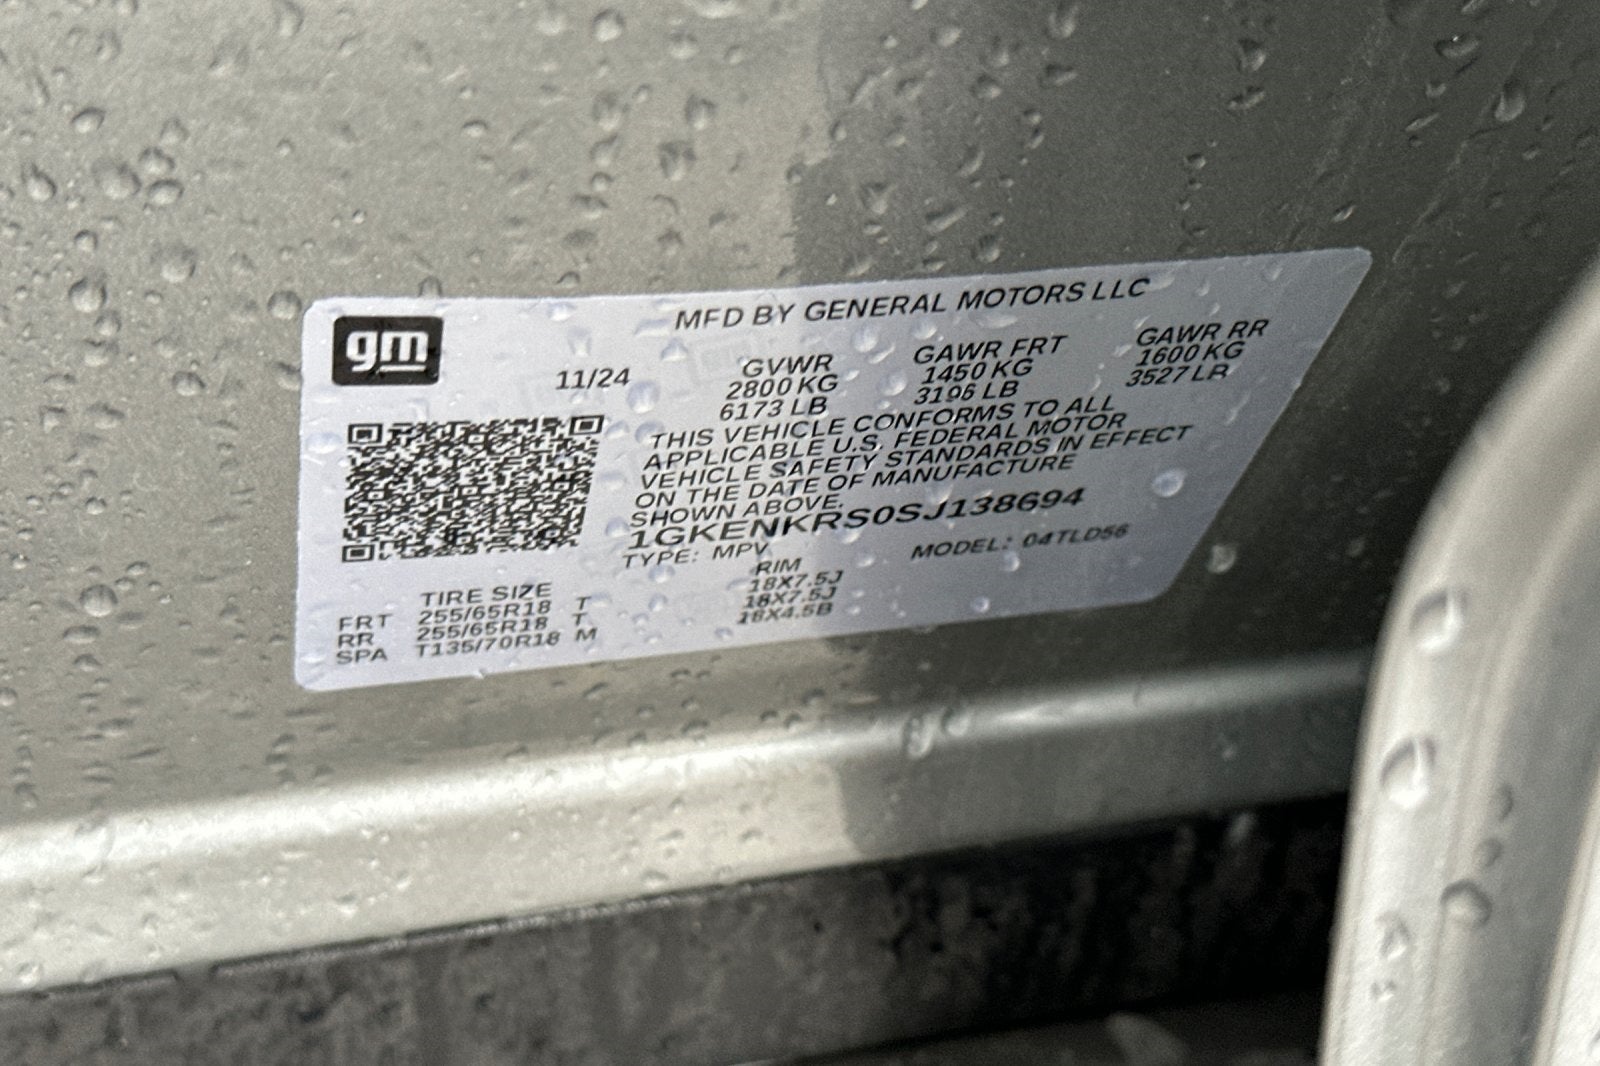 gm
MFD BY GENERAL MOTORS LLC
11/24
GVWR GAWR FRT GAWR RR
2800 KG 1450 KG 1600 KG
6173 LB 3196 LB 3527 LB
THIS VEHICLE CONFORMS TO ALL
APPLICABLE U.S. FEDERAL MOTOR
VEHICLE SAFETY STANDARDS IN EFFECT
ON THE DATE OF MANUFACTURE
SHOWN ABOVE.
1GKENKRS0SJ138694
TYPE: MPV MODEL: 04TLD56
TIRE SIZE RIM
FRT 255/65R18 T 18X7.5J
RR 255/65R18 T 18X7.5J
SPA T135/70R18 M 18X4.5B